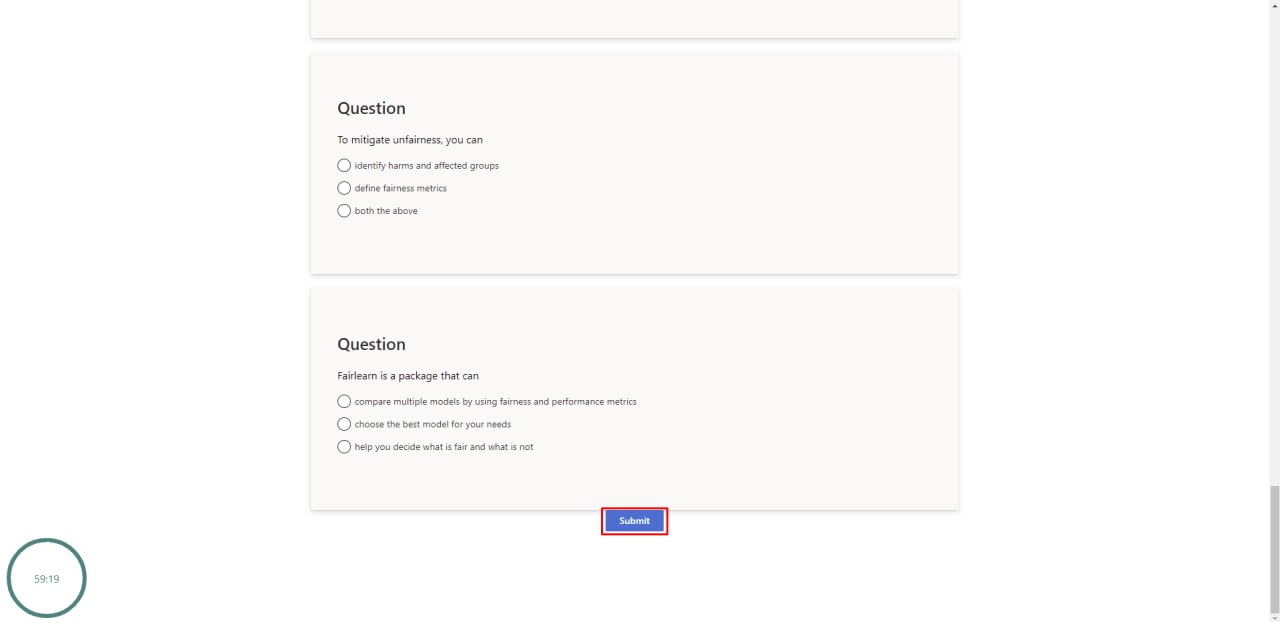 Question
To mitigate unfairness, you can
identify harms and affected groups
define fairness metrics
both the above
Question
Fairlearn is a package that can
compare multiple models by using fairness and performance metrics
choose the best model for your needs
help you decide what is fair and what is not
Submit
59:19